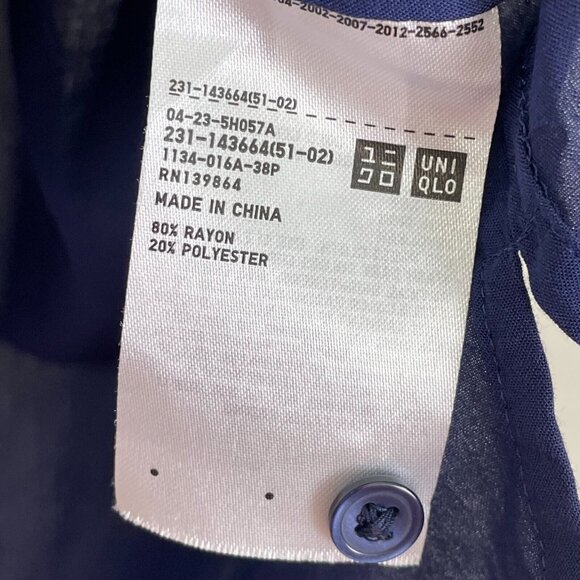 04-2002-2007-2012-2566-2552
231-143664(51-02)
04-23-5H057A
231-143664(51-02)
1134-016A-38P
RN139864
MADE IN CHINA
80% RAYON
20% POLYESTER
ユニ
クロ
UNI
QLO